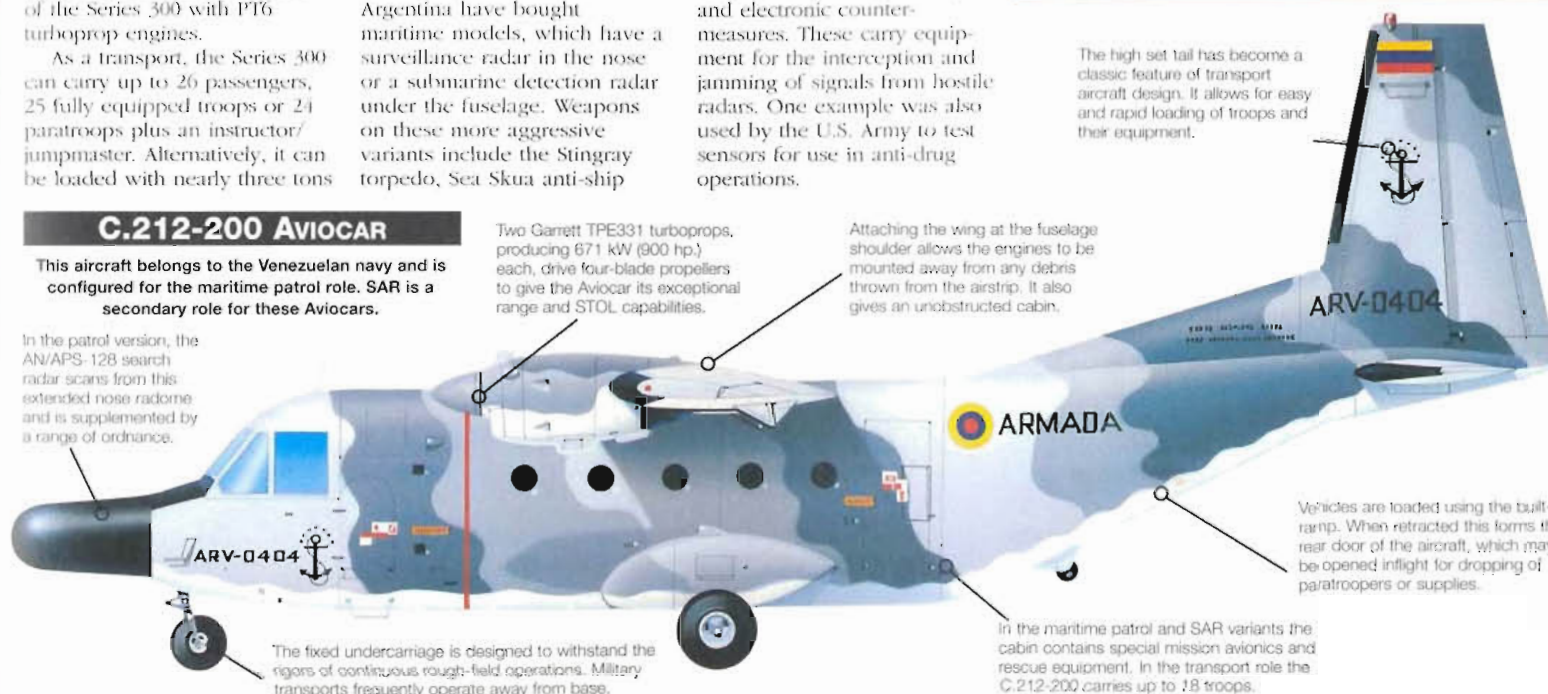 of the Series 300 with PT6
turboprop engines.
As a transport, the Series 300
can carry up to 26 passengers,
25 fully equipped troops or 24
paratroops plus an instructor/
jumpmaster. Alternatively, it can
be loaded with nearly three tons
Argentina have bought
maritime models, which have a
surveillance radar in the nose
or a submarine detection radar
under the fuselage. Weapons
on these more aggressive
variants include the Stingray
torpedo, Sea Skua anti-ship
and electronic counter-
measures. These carry equip-
ment for the interception and
jamming of signals from hostile
radars. One example was also
used by the U.S. Army to test
sensors for use in anti-drug
operations.
The high set tail has become a
classic feature of transport
aircraft design. It allows for easy
and rapid loading of troops and
their equipment.
C.212-200 AVIOCAR
This aircraft belongs to the Venezuelan navy and is
configured for the maritime patrol role. SAR is a
secondary role for these Aviocars.
In the patrol version, the
AN/APS-128 search
radar scans from this
extended nose radome
and is supplemented by
a range of ordnance.
Two Garrett TPE331 turboprops,
producing 671 kW (900 hp.)
each, drive four-blade propellers
to give the Aviocar its exceptional
range and STOL capabilities.
Attaching the wing at the fuselage
shoulder allows the engines to be
mounted away from any debris
thrown from the airstrip. It also
gives an unobstructed cabin.
ARV-0404
ARMADA
ARV-0404
Vehicles are loaded using the built-
ramp. When retracted this forms
rear door of the aircraft, which may
be opened inflight for dropping of
paratroopers or supplies.
The fixed undercarriage is designed to withstand the
rigors of continuous rough-field operations. Military
transports frequently operate away from base.
In the maritime patrol and SAR variants the
cabin contains special mission avionics and
rescue equipment. In the transport role the
C.212-200 carries up to 18 troops.